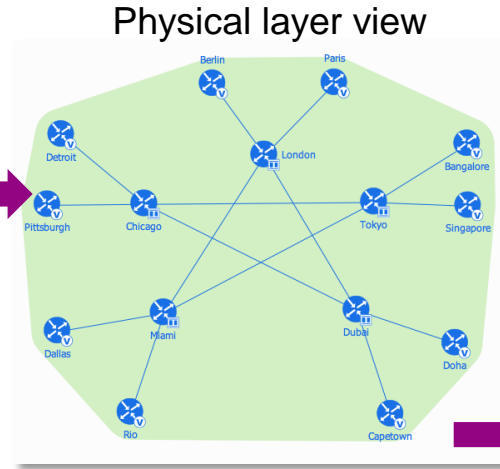 Physical layer view
Berlin
Paris
London
Detroit
Bangalore
V
V
V
V
Pittsburgh
Chicago
Tokyo
Singapore
V
V
Miami
Dubai
Dallas
Doha
V
V
Rio
Capetown
V
V